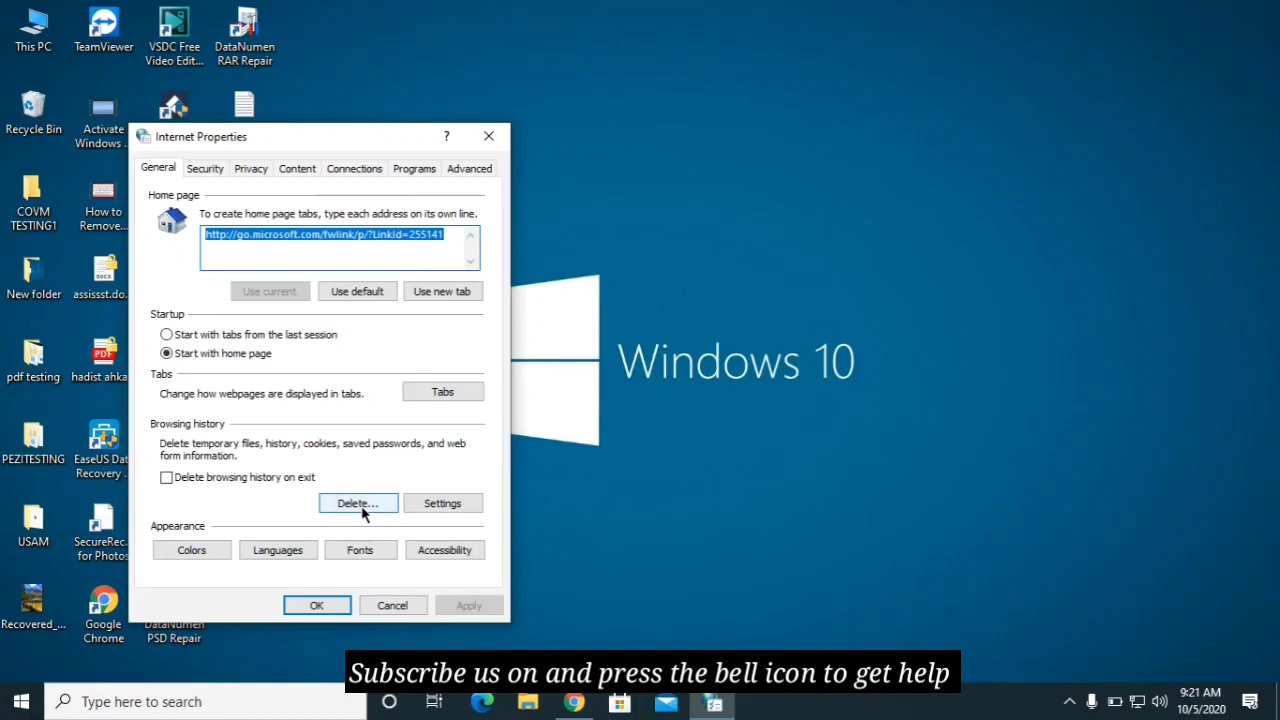 This PC
TeamViewer
VSDC Free
Video Edit...
DataNumen
RAR Repair
Recycle Bin
Activate
Windows ...
COVM
TESTING1
How to
Remove...
New folder
assissst.do...
pdf testing
hadist ahka...
PEZITESTING
EaseUS Data
Recovery ...
USAM
SecureRec...
for Photos
Recovered_...
Google
Chrome
DataNumen
PSD Repair
Internet Properties
?
General
Security
Privacy
Content
Connections
Programs
Advanced
Home page
To create home page tabs, type each address on its own line.
http://go.microsoft.com/fwlink/p/?LinkId=255141
Use current
Use default
Use new tab
Startup
Start with tabs from the last session
Start with home page
Tabs
Change how webpages are displayed in tabs.
Tabs
Browsing history
Delete temporary files, history, cookies, saved passwords, and web
form information.
Delete browsing history on exit
Delete...
Settings
Appearance
Colors
Languages
Fonts
Accessibility
OK
Cancel
Apply
Windows 10
Subscribe us on and press the bell icon to get help
Type here to search
9:21 AM
10/5/2020